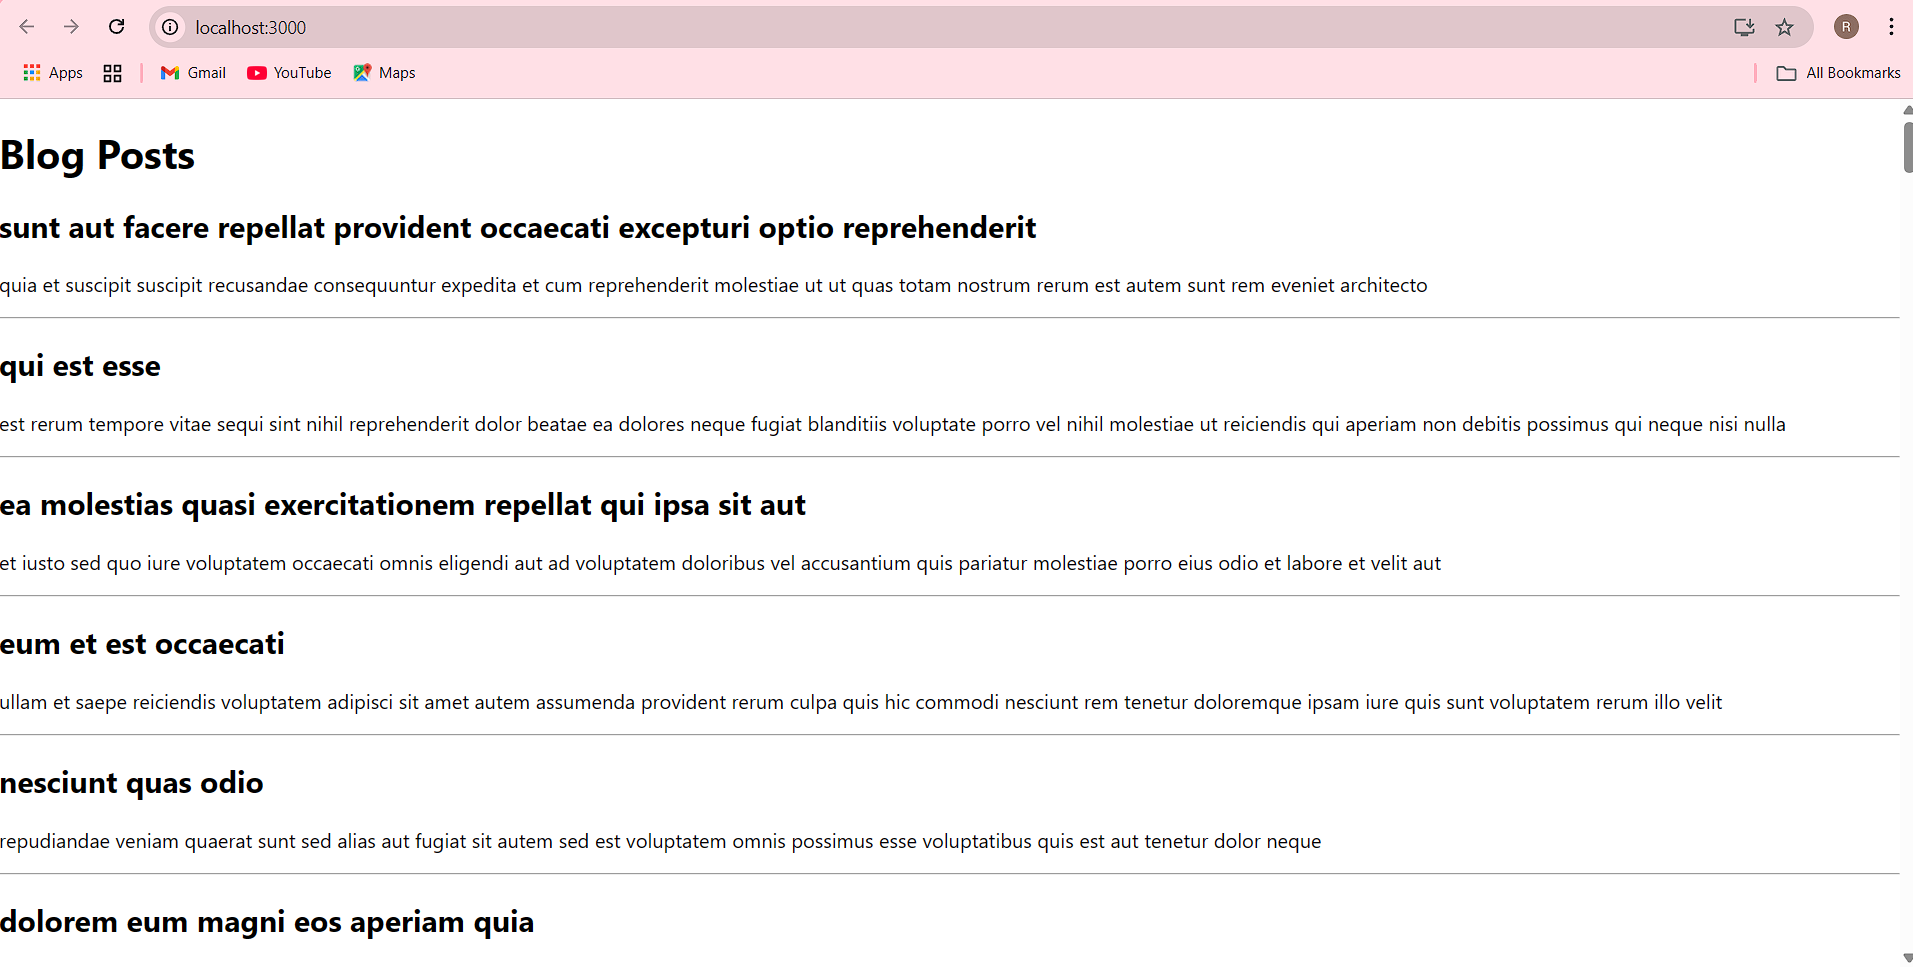 localhost:3000
R
Apps
Gmail
YouTube
Maps
All Bookmarks
Blog Posts
sunt aut facere repellat provident occaecati excepturi optio reprehenderit
quia et suscipit suscipit recusandae consequuntur expedita et cum reprehenderit molestiae ut ut quas totam nostrum rerum est autem sunt rem eveniet architecto
qui est esse
est rerum tempore vitae sequi sint nihil reprehenderit dolor beatae ea dolores neque fugiat blanditiis voluptate porro vel nihil molestiae ut reiciendis qui aperiam non debitis possimus qui neque nisi nulla
ea molestias quasi exercitationem repellat qui ipsa sit aut
et iusto sed quo iure voluptatem occaecati omnis eligendi aut ad voluptatem doloribus vel accusantium quis pariatur molestiae porro eius odio et labore et velit aut
eum et est occaecati
ullam et saepe reiciendis voluptatem adipisci sit amet autem assumenda provident rerum culpa quis hic commodi nesciunt rem tenetur doloremque ipsam iure quis sunt voluptatem rerum illo velit
nesciunt quas odio
repudiandae veniam quaerat sunt sed alias aut fugiat sit autem sed est voluptatem omnis possimus esse voluptatibus quis est aut tenetur dolor neque
dolorem eum magni eos aperiam quia